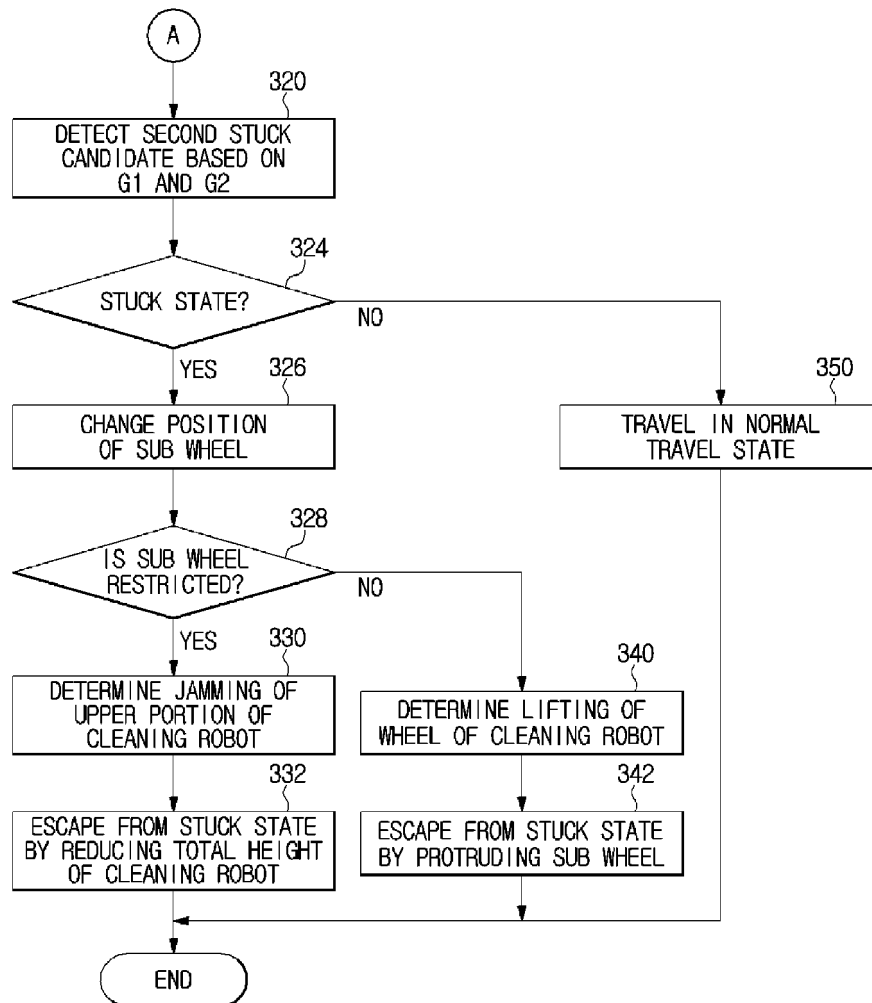 A
320
DETECT SECOND STUCK
CANDIDATE BASED ON
G1 AND G2
324
STUCK STATE?
NO
YES
326
350
CHANGE POSITION
OF SUB WHEEL
TRAVEL IN NORMAL
TRAVEL STATE
328
IS SUB WHEEL
RESTRICTED?
NO
YES
330
340
DETERMINE JAMMING OF
UPPER PORTION OF
CLEANING ROBOT
DETERMINE LIFTING OF
WHEEL OF CLEANING ROBOT
332
342
ESCAPE FROM STUCK STATE
BY REDUCING TOTAL HEIGHT
OF CLEANING ROBOT
ESCAPE FROM STUCK STATE
BY PROTRUDING SUB WHEEL
END